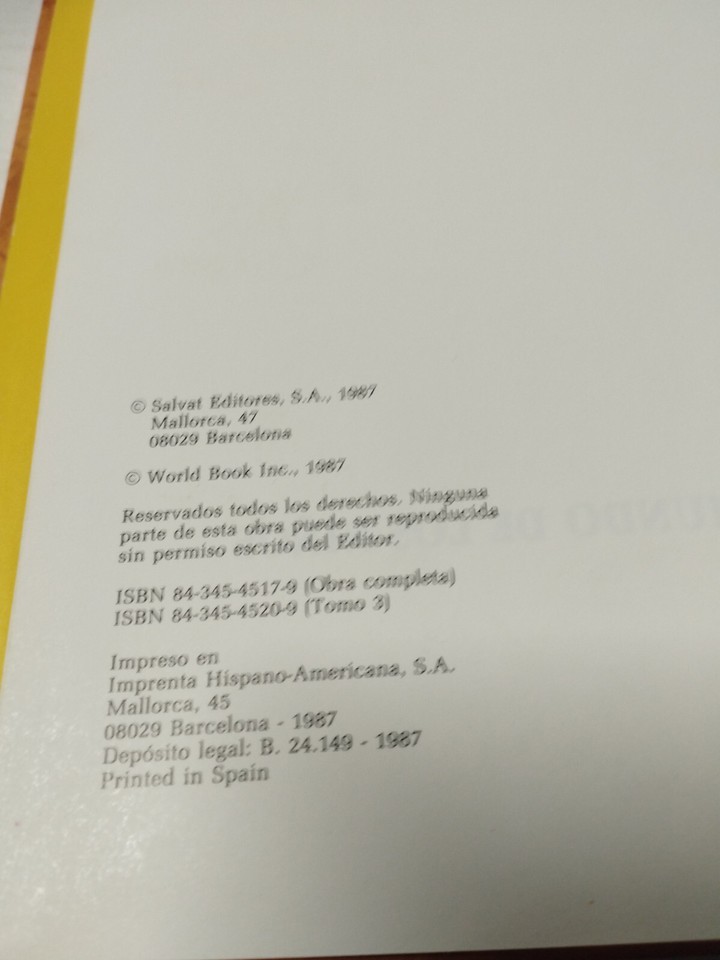 © Salvat Editores, S.A., 1987
Mallorca, 47
08029 Barcelona
© World Book Inc., 1987
Reservados todos los derechos. Ninguna
parte de esta obra puede ser reproducida
sin permiso escrito del Editor.
ISBN 84-345-4517-9 (Obra completa)
ISBN 84-345-4520-9 (Tomo 3)
Impreso en
Imprenta Hispano-Americana, S.A.
Mallorca, 45
08029 Barcelona - 1987
Depósito legal: B. 24.149 - 1987
Printed in Spain